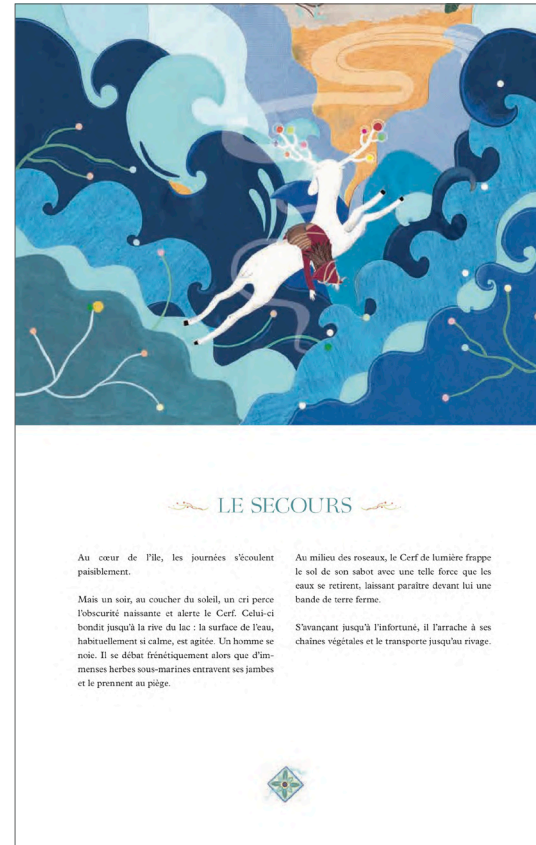 LE SECOURS
Au cœur de l'île, les journées s'écoulent
paisiblement.
Mais un soir, au coucher du soleil, un cri perce
l'obscurité naissante et alerte le Cerf. Celui-ci
bondit jusqu'à la rive du lac : la surface de l'eau,
habituellement si calme, est agitée. Un homme se
noie. Il se débat frénétiquement alors que d'im-
menses herbes sous-marines entravent ses jambes
et le prennent au piège.
Au milieu des roseaux, le Cerf de lumière frappe
le sol de son sabot avec une telle force que les
eaux se retirent, laissant paraître devant lui une
bande de terre ferme.
S'avançant jusqu'à l'infortuné, il l'arrache à ses
chaînes végétales et le transporte jusqu'au rivage.